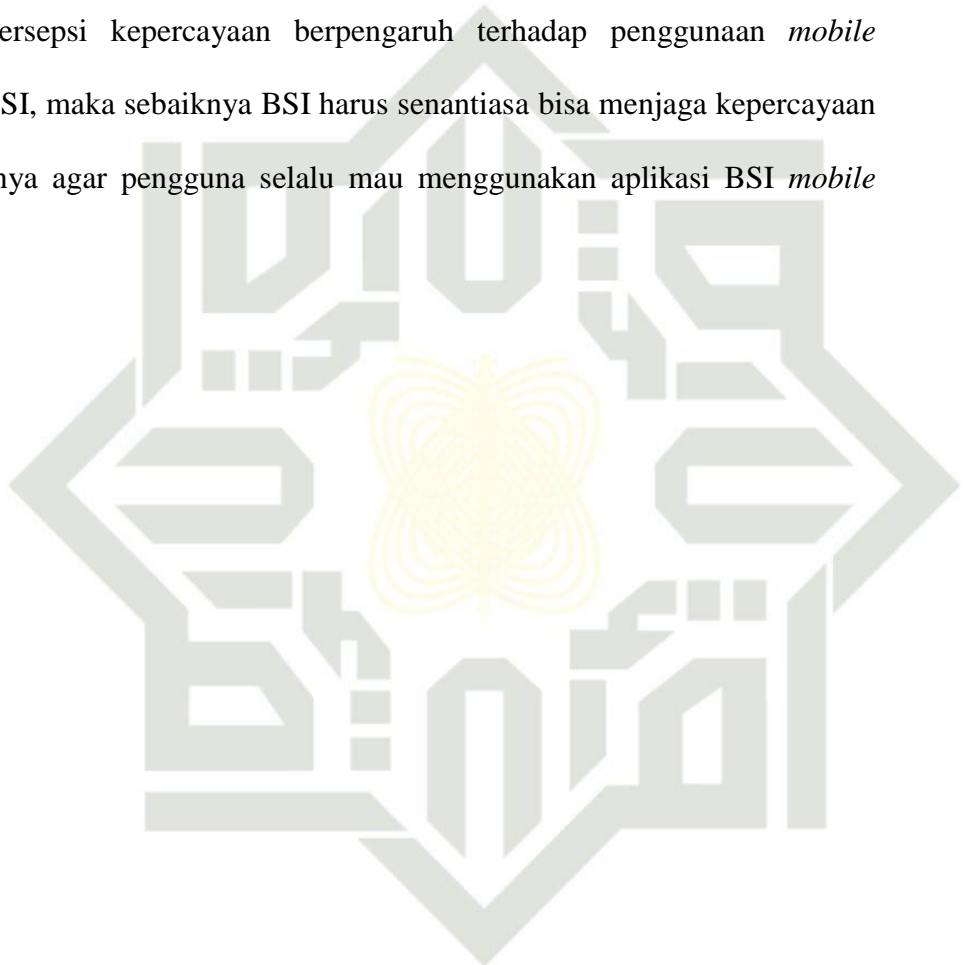 ersepsi kepercayaan berpengaruh terhadap penggunaan mobile
SI, maka sebaiknya BSI harus senantiasa bisa menjaga kepercayaan
nya agar pengguna selalu mau menggunakan aplikasi BSI mobile